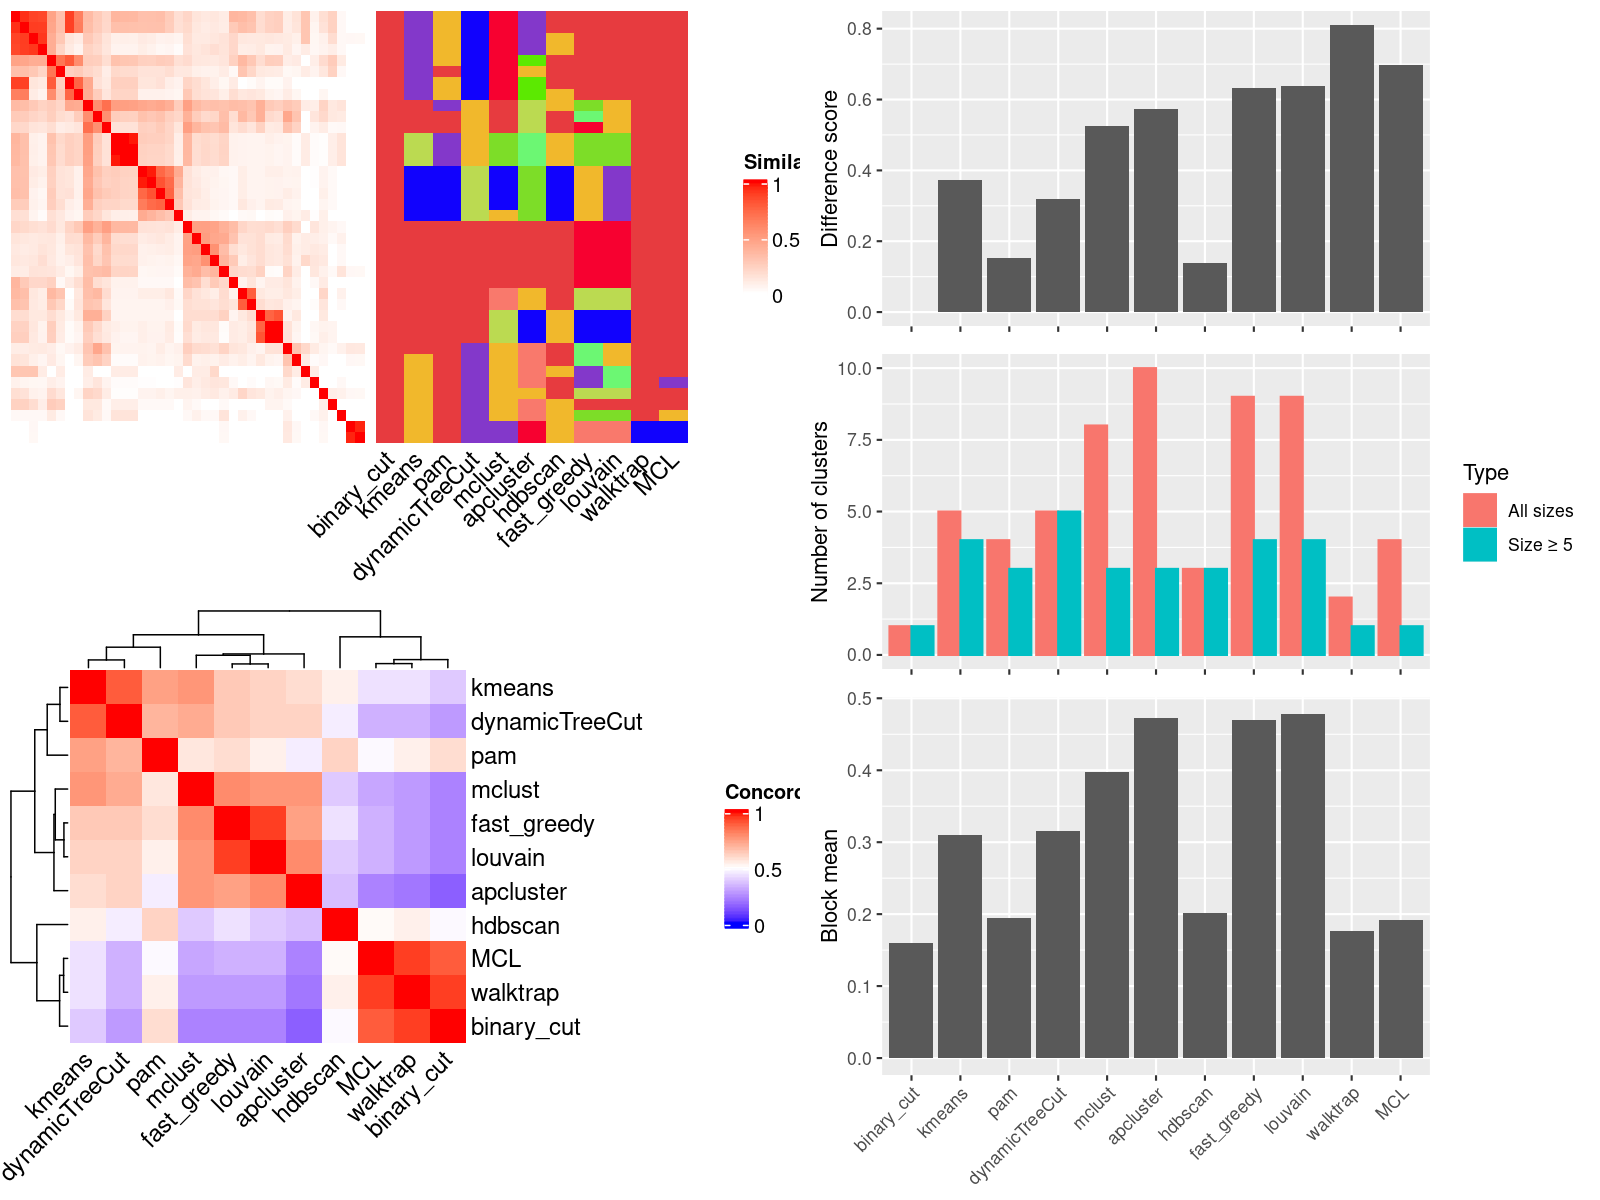 Simila
1
0.5
0
binary_cut
kmeans
pam
dynamicTreeCut
mclust
apcluster
hdbscan
fast_greedy
louvain
walktrap
MCL
kmeans
dynamicTreeCut
pam
mclust
fast_greedy
louvain
apcluster
hdbscan
MCL
walktrap
binary_cut
kmeans
dynamicTreeCut
pam
mclust
fast_greedy
louvain
apcluster
hdbscan
MCL
walktrap
binary_cut
Concord
1
0.5
0
Difference score
0.8
0.6
0.4
0.2
0.0
Number of clusters
10.0
7.5
5.0
2.5
0.0
Type
All sizes
Size ≥ 5
Block mean
0.5
0.4
0.3
0.2
0.1
0.0
binary_cut
kmeans
pam
dynamicTreeCut
mclust
apcluster
hdbscan
fast_greedy
louvain
walktrap
MCL